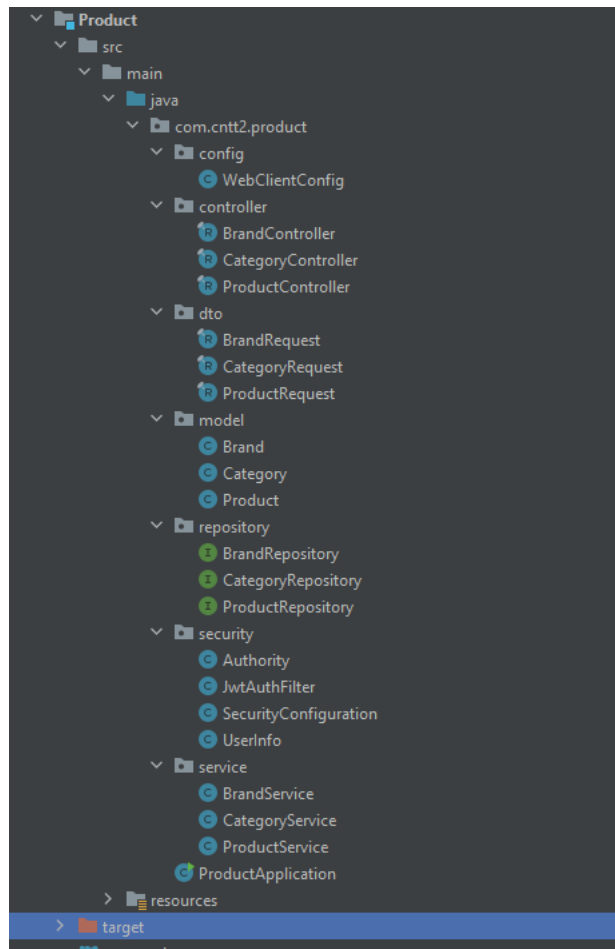 Product
src
main
java
com.cntt2.product
config
C WebClientConfig
controller
R BrandController
R CategoryController
R ProductController
dto
R BrandRequest
R CategoryRequest
R ProductRequest
model
C Brand
C Category
C Product
repository
I BrandRepository
I CategoryRepository
I ProductRepository
security
C Authority
C JwtAuthFilter
C SecurityConfiguration
C UserInfo
service
C BrandService
C CategoryService
C ProductService
C ProductApplication
resources
target